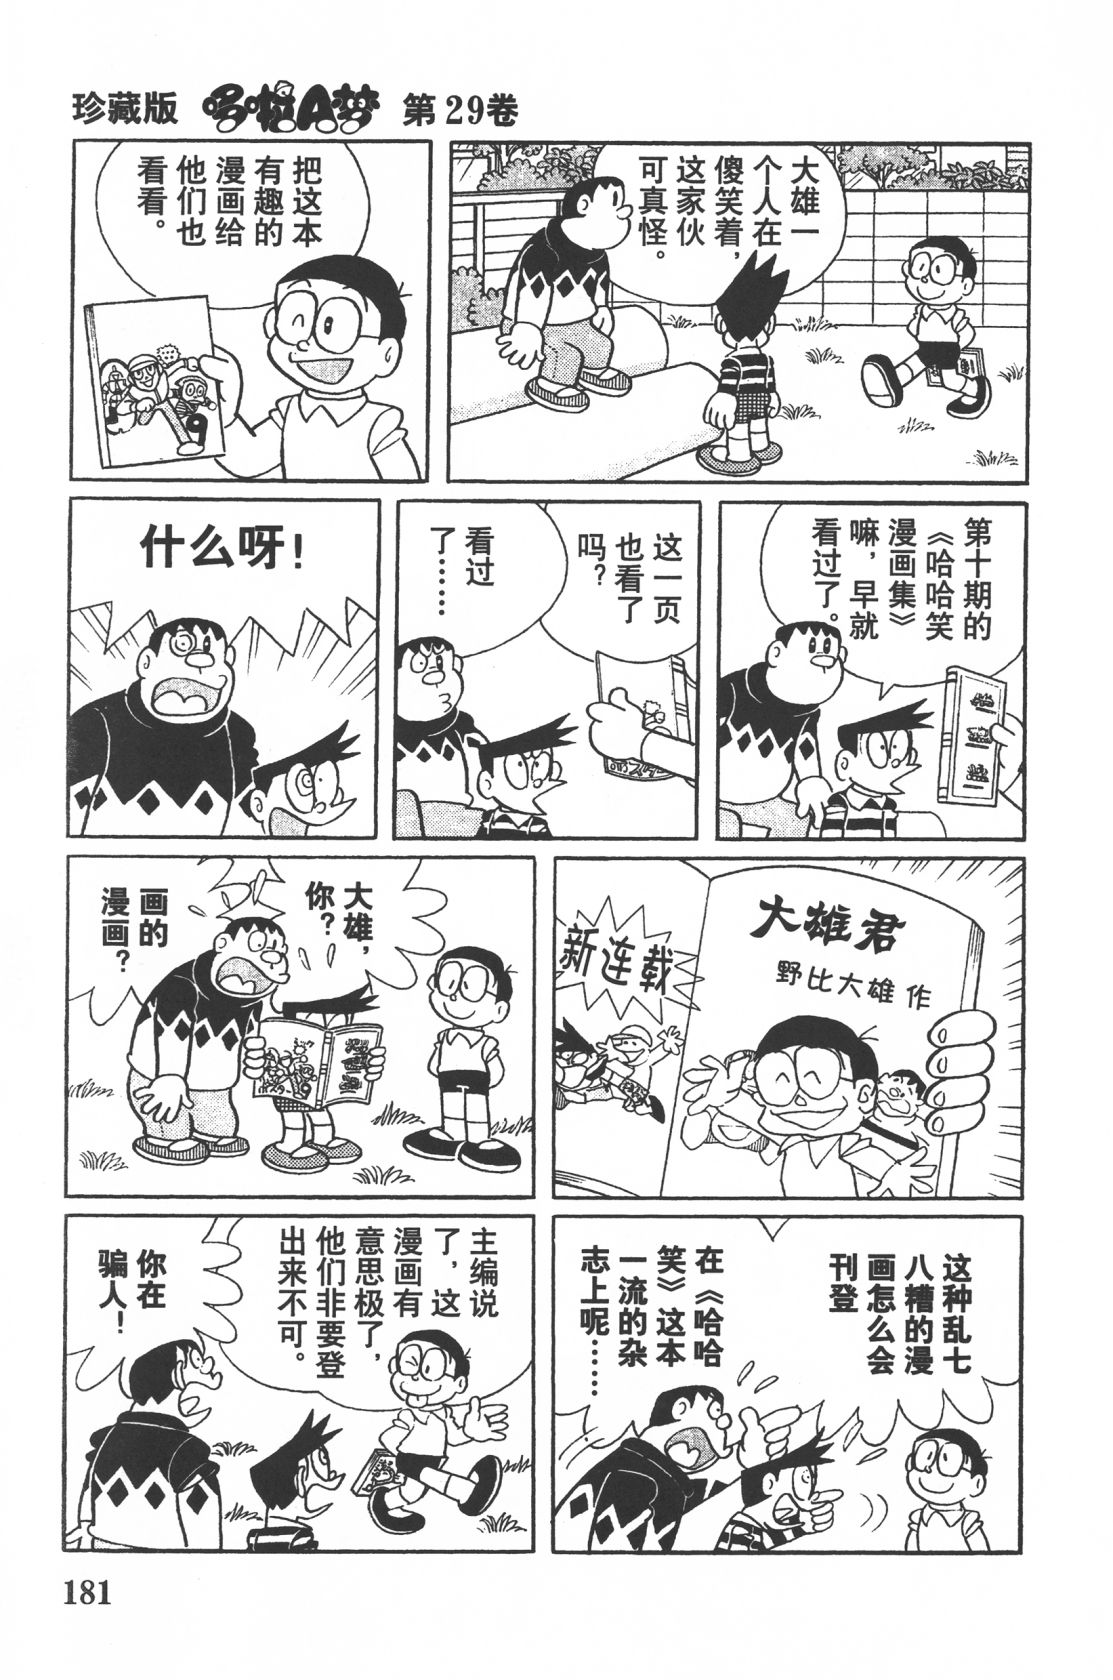 珍藏版 哆啦A梦 第29卷
大雄一
个人在
傻笑着，
这家伙
可真怪。
把这本
有趣的
漫画给
他们也
看看。
第十期的
《哈哈笑
漫画集》
嘛，早就
看过了。
这一页
也看了
吗？
看过
了……
什么呀！
大雄君
野比大雄 作
新连载
大雄，
你？
画的
漫画？
这种乱七
八糟的漫
画怎么会
刊登
在《哈哈
笑》这本
一流的杂
志上呢……
主编说
了，这
漫画有
意思极了，
他们非要登
出来不可。
你在
骗人！
181